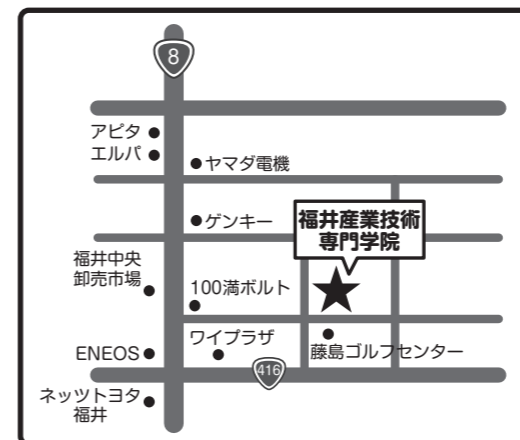 8
アピタ
エルパ
ヤマダ電機
ゲンキー
福井産業技術
専門学院
福井中央
卸売市場
100満ボルト
ワイプラザ
藤島ゴルフセンター
ENEOS
416
ネッツトヨタ
福井